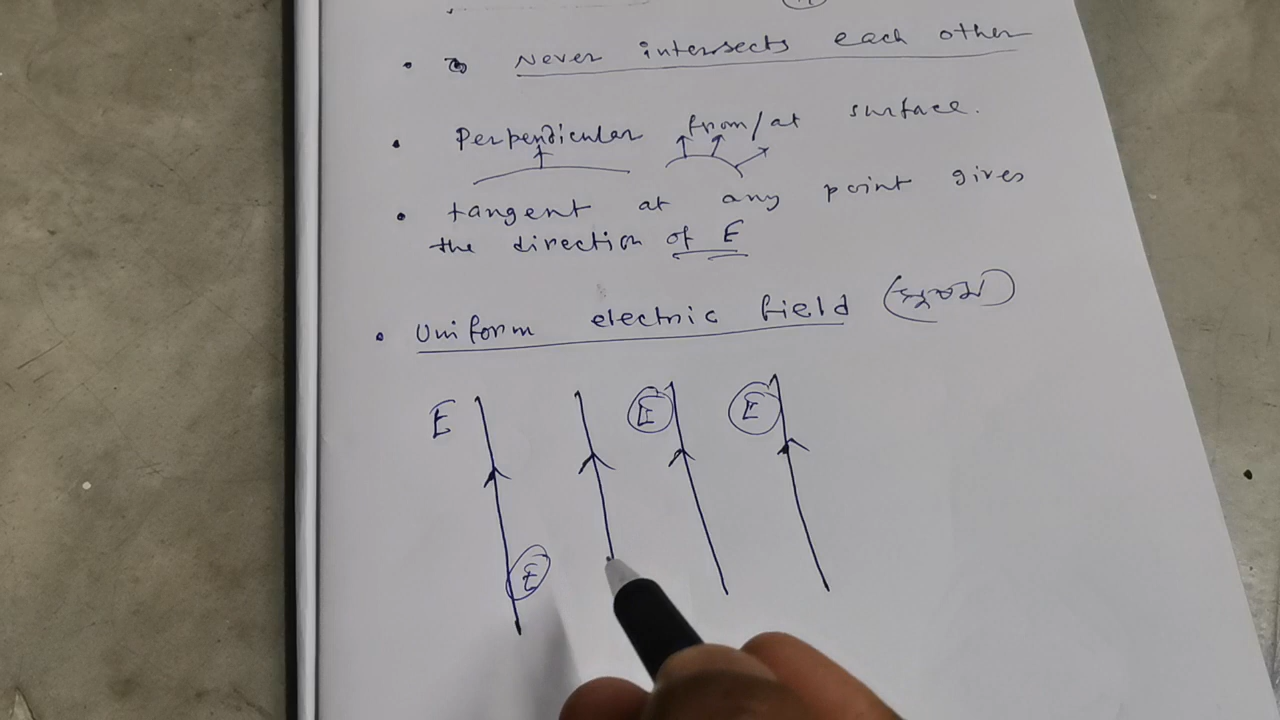 Never intersects each other
Perpendicular from/at surface.
tangent at any point gives
the direction of E
Uniform electric field (সুষম)
E E E
E